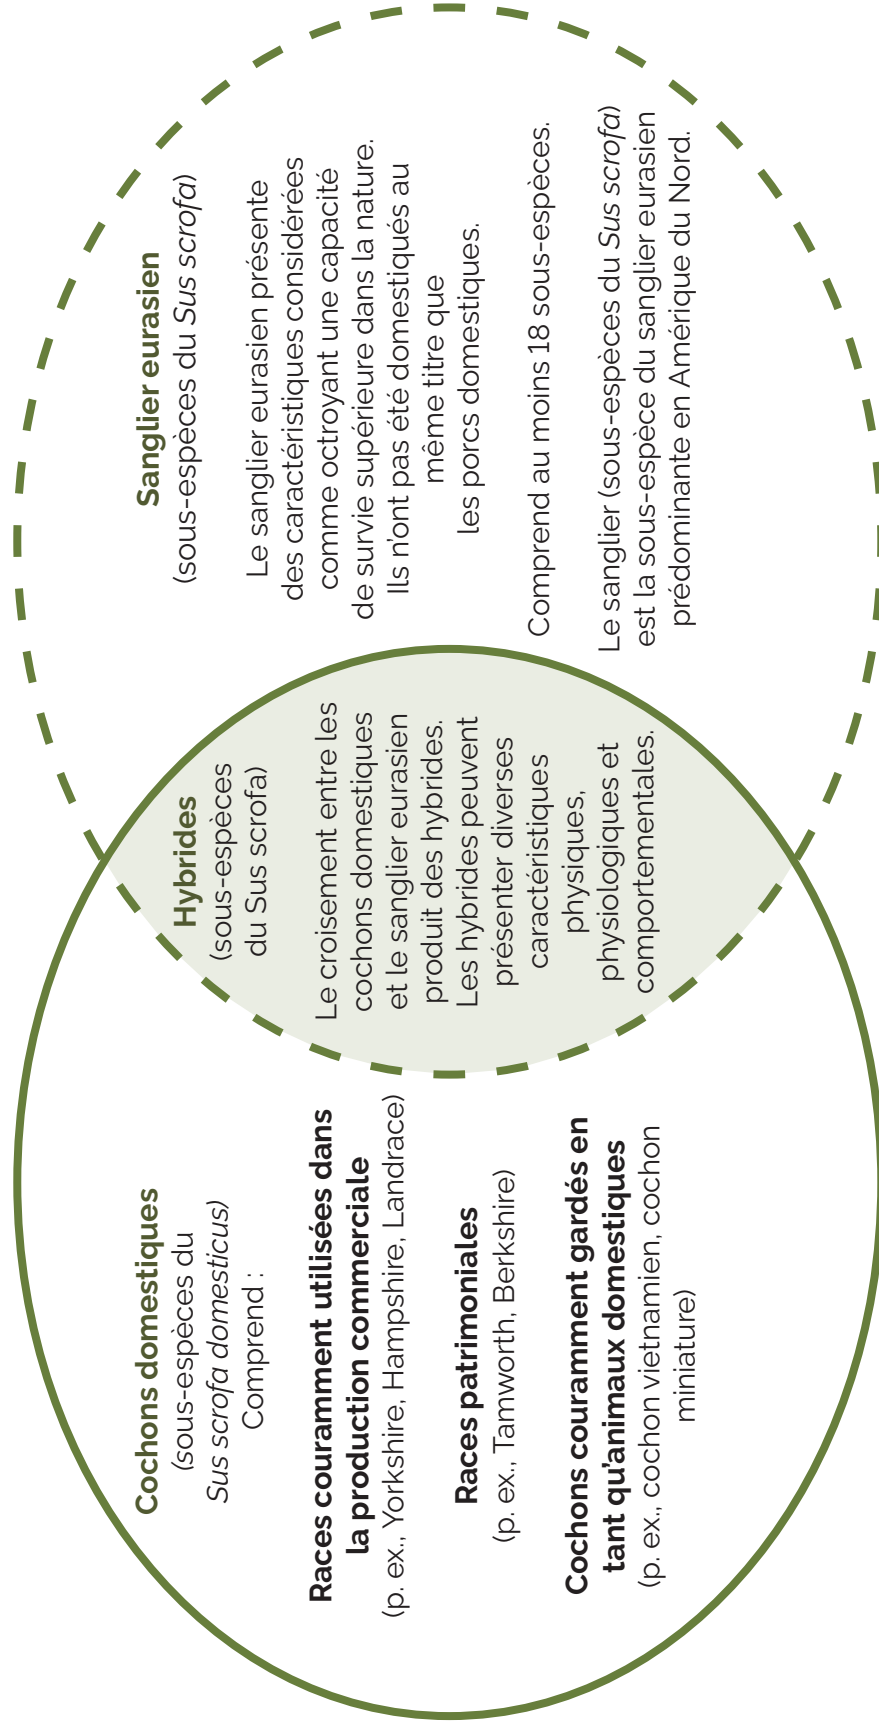 Cochons domestiques
(sous-espèces du
Sus scrofa domesticus)
Comprend :
Races couramment utilisées dans
la production commerciale
(p. ex., Yorkshire, Hampshire, Landrace)
Races patrimoniales
(p. ex., Tamworth, Berkshire)
Cochons couramment gardés en
tant qu'animaux domestiques
(p. ex., cochon vietnamien, cochon
miniature)
Hybrides
(sous-espèces
du Sus scrofa)
Le croisement entre les
cochons domestiques
et le sanglier eurasien
produit des hybrides.
Les hybrides peuvent
présenter diverses
caractéristiques
physiques,
physiologiques et
comportementales.
Sanglier eurasien
(sous-espèces du Sus scrofa)
Le sanglier eurasien présente
des caractéristiques considérées
comme octroyant une capacité
de survie supérieure dans la nature.
Ils n'ont pas été domestiqués au
même titre que
les porcs domestiques.
Comprend au moins 18 sous-espèces.
Le sanglier (sous-espèces du Sus scrofa)
est la sous-espèce du sanglier eurasien
prédominante en Amérique du Nord.